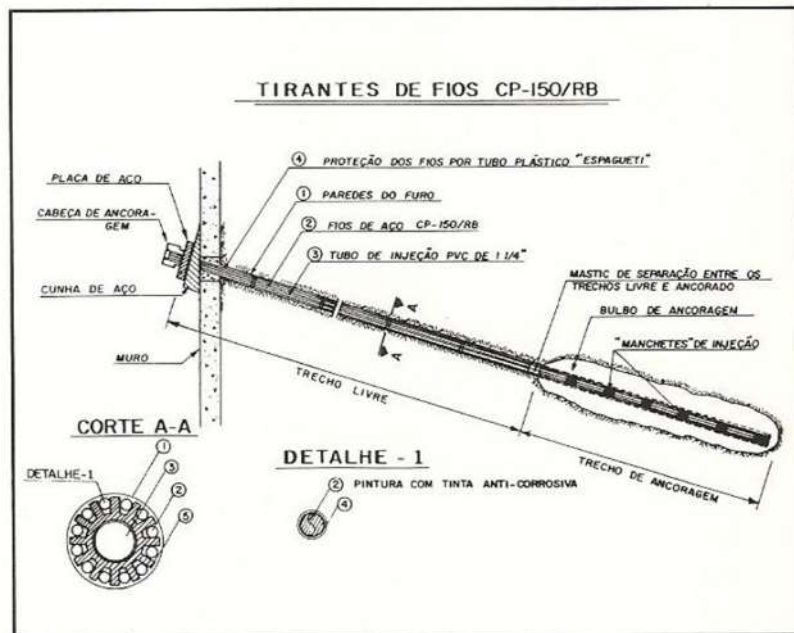 TIRANTES DE FIOS CP-150/RB
④ PROTEÇÃO DOS FIOS POR TUBO PLÁSTICO "ESPAGUETI"
PLACA DE AÇO
① PAREDES DO FURO
CABEÇA DE ANCORA-
GEM
② FIOS DE AÇO CP-150/RB
③ TUBO DE INJEÇÃO PVC DE 1 1/4"
CUNHA DE AÇO
MASTIC DE SEPARAÇÃO ENTRE OS
TRECHOS LIVRE E ANCORADO
BULBO DE ANCORAGEM
A
A
"MANCHETES" DE INJEÇÃO
MURO
TRECHO LIVRE
TRECHO DE ANCORAGEM
CORTE A-A
DETALHE-1
①
③
②
⑤
DETALHE - 1
② PINTURA COM TINTA ANTI-CORROSIVA
④